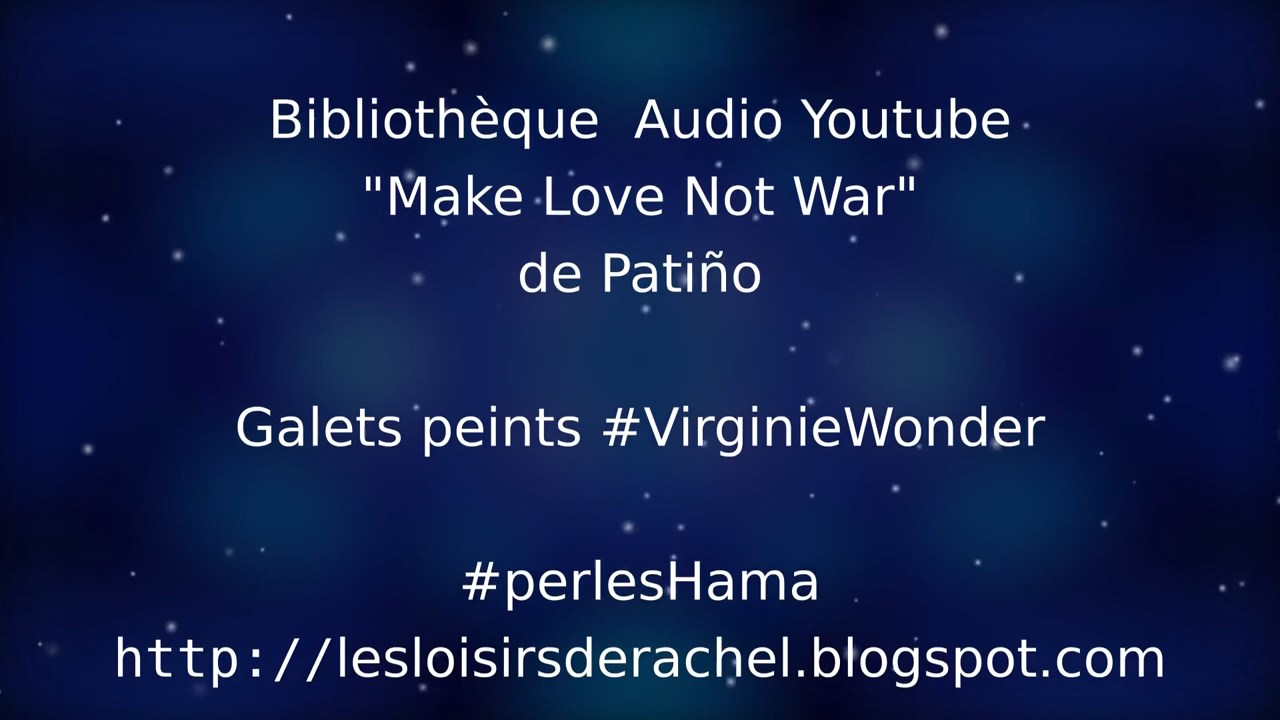 Bibliothèque  Audio Youtube
"Make Love Not War"
de Patiño
Galets peints #VirginieWonder
#perlesHama
http://lesloisirsderachel.blogspot.com